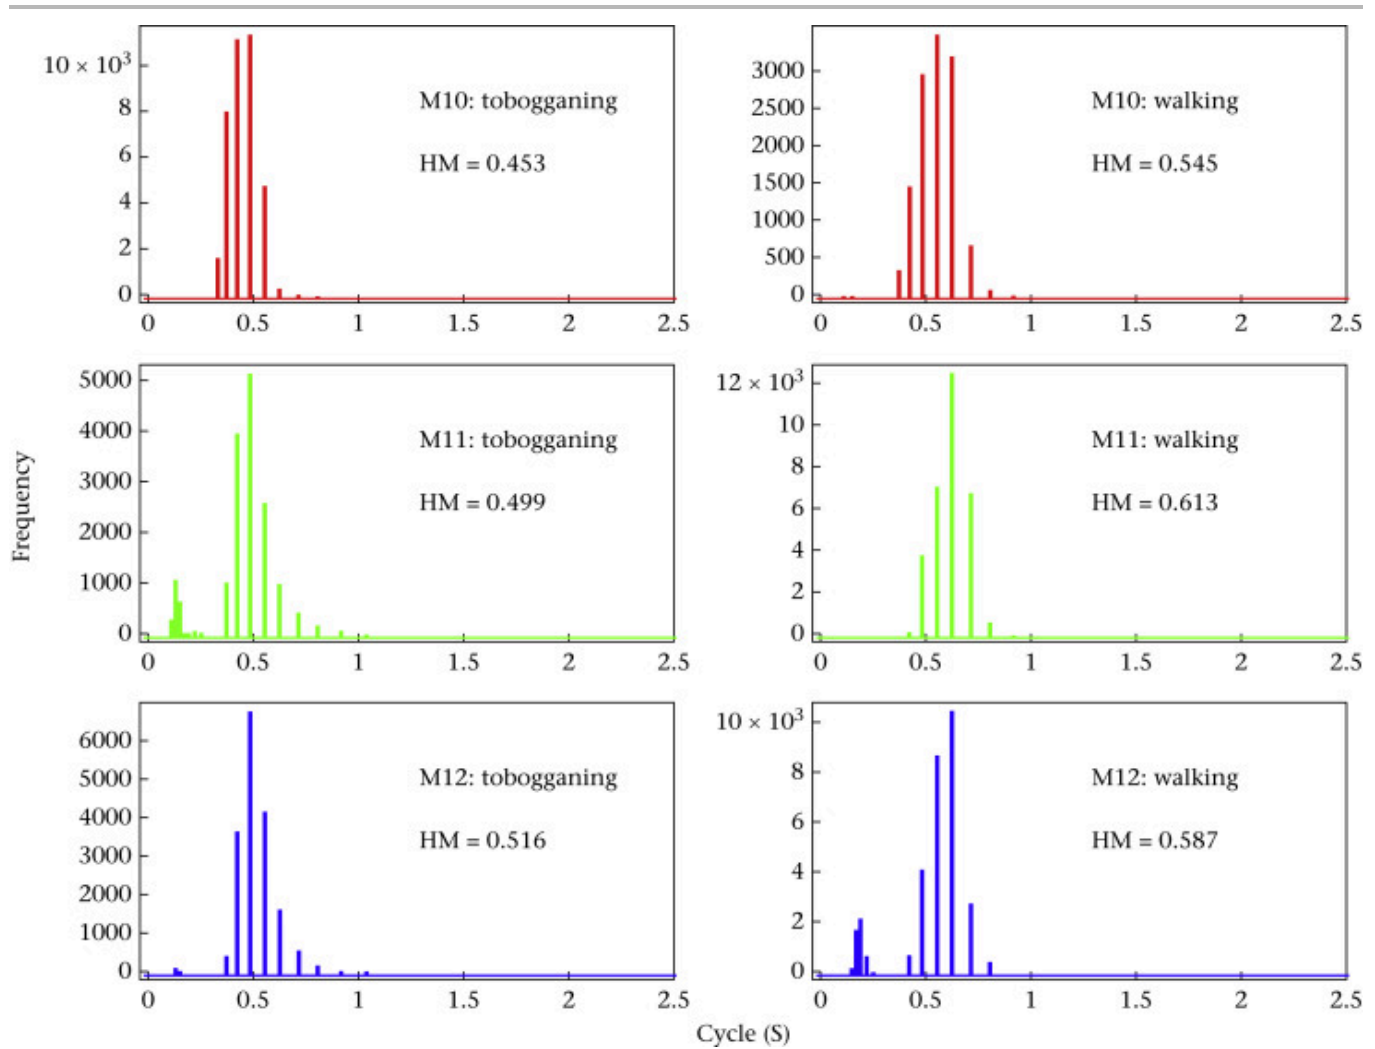 10 × 10³
8
6
4
2
0
M10: tobogganing
HM = 0.453
0 0.5 1 1.5 2 2.5
3000
2500
2000
1500
1000
500
0
M10: walking
HM = 0.545
0 0.5 1 1.5 2 2.5
Frequency
5000
4000
3000
2000
1000
0
M11: tobogganing
HM = 0.499
0 0.5 1 1.5 2 2.5
12 × 10³
10
8
6
4
2
0
M11: walking
HM = 0.613
0 0.5 1 1.5 2 2.5
6000
5000
4000
3000
2000
1000
0
M12: tobogganing
HM = 0.516
0 0.5 1 1.5 2 2.5
10 × 10³
8
6
4
2
0
M12: walking
HM = 0.587
0 0.5 1 1.5 2 2.5
Cycle (S)